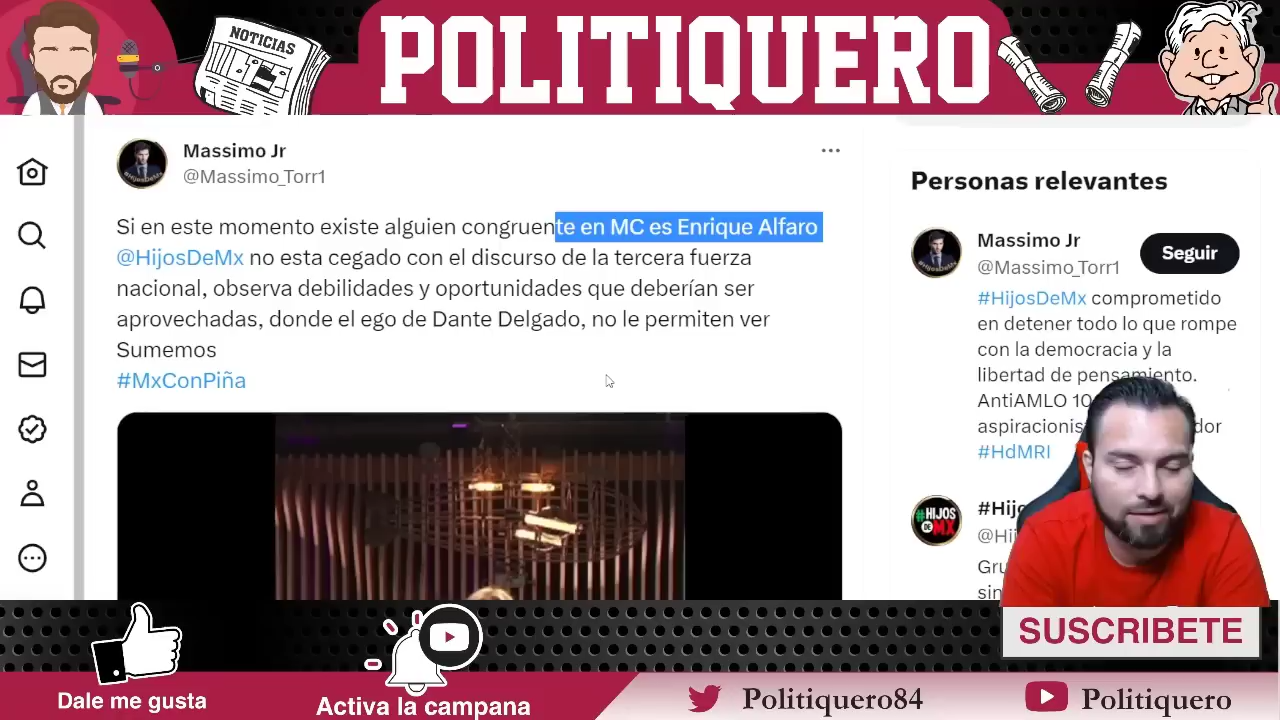 NOTICIAS
POLITIQUERO
Massimo Jr
@Massimo_Torr1
Si en este momento existe alguien congruente en MC es Enrique Alfaro
@HijosDeMx no esta cegado con el discurso de la tercera fuerza
nacional, observa debilidades y oportunidades que deberían ser
aprovechadas, donde el ego de Dante Delgado, no le permiten ver
Sumemos
#MxConPiña
Personas relevantes
Massimo Jr
@Massimo_Torr1
Seguir
#HijosDeMx comprometido
en detener todo lo que rompe
con la democracia y la
libertad de pensamiento.
AntiAMLO
#HdMRI
#HIJOS
DE MX
SUSCRIBETE
Dale me gusta
Activa la campana
Politiquero84
Politiquero